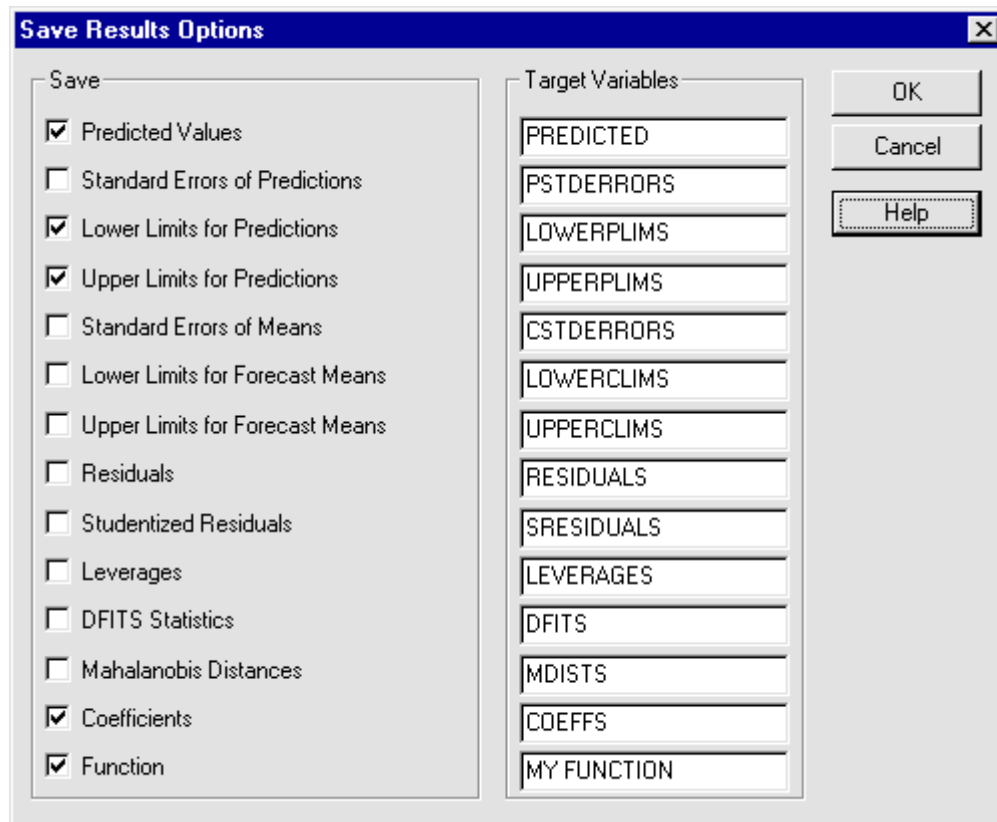 Save Results Options
Save
Target Variables
OK
Predicted Values
PREDICTED
Cancel
Standard Errors of Predictions
PSTDERRORS
Help
Lower Limits for Predictions
LOWERPLIMS
Upper Limits for Predictions
UPPERPLIMS
Standard Errors of Means
CSTDERRORS
Lower Limits for Forecast Means
LOWERCLIMS
Upper Limits for Forecast Means
UPPERCLIMS
Residuals
RESIDUALS
Studentized Residuals
SRESIDUALS
Leverages
LEVERAGES
DFITS Statistics
DFITS
Mahalanobis Distances
MDISTS
Coefficients
COEFFS
Function
MY FUNCTION